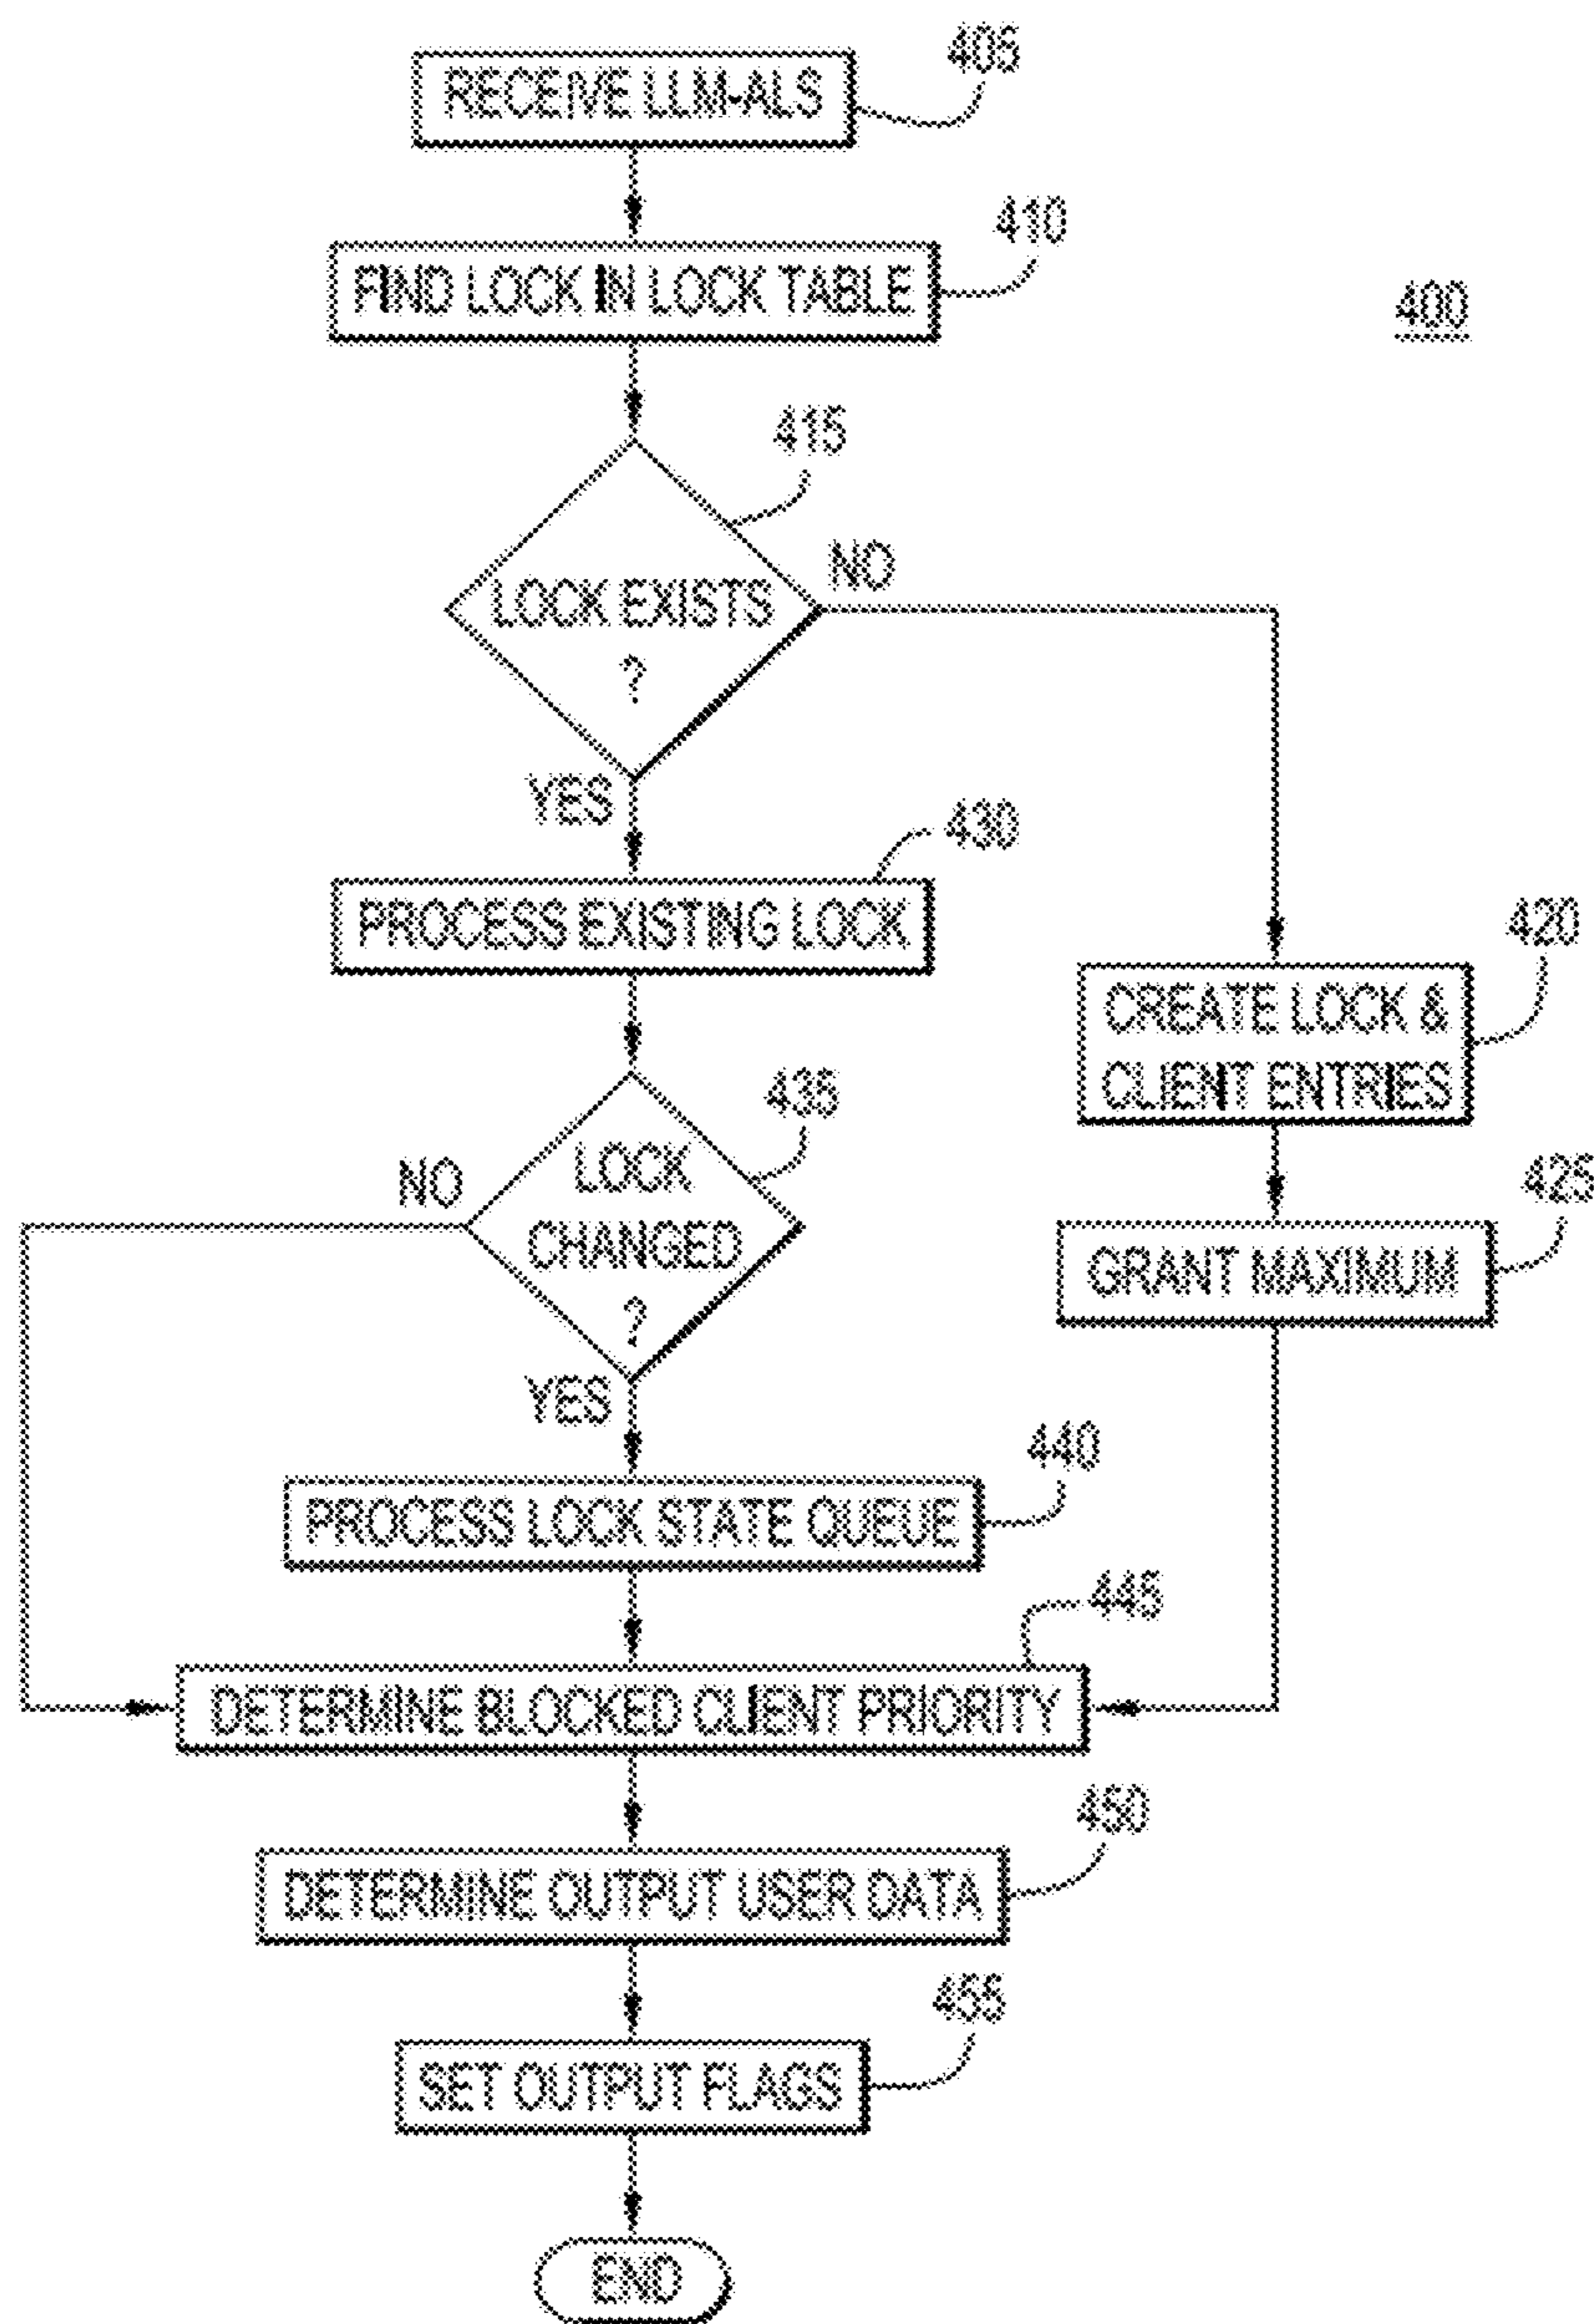 405
RECEIVE LLM-ALS
410
FIND LOCK IN LOCK TABLE
400
415
LOCK EXISTS
?
NO
YES
430
PROCESS EXISTING LOCK
420
CREATE LOCK &
CLIENT ENTRIES
435
LOCK
CHANGED
?
NO
YES
425
GRANT MAXIMUM
440
PROCESS LOCK STATE QUEUE
445
DETERMINE BLOCKED CLIENT PRIORITY
450
DETERMINE OUTPUT USER DATA
455
SET OUTPUT FLAGS
END